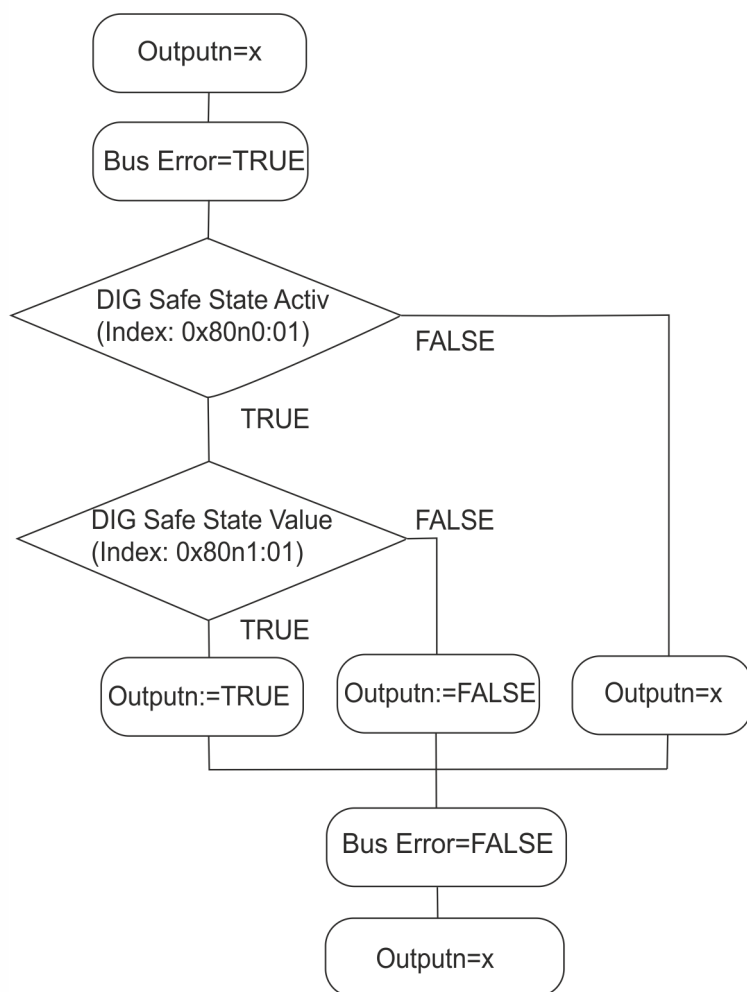 Outputn=x
Bus Error=TRUE
DIG Safe State Activ
(Index: 0x80n0:01)
FALSE
TRUE
DIG Safe State Value
(Index: 0x80n1:01)
FALSE
TRUE
Outputn:=TRUE
Outputn:=FALSE
Outputn=x
Bus Error=FALSE
Outputn=x